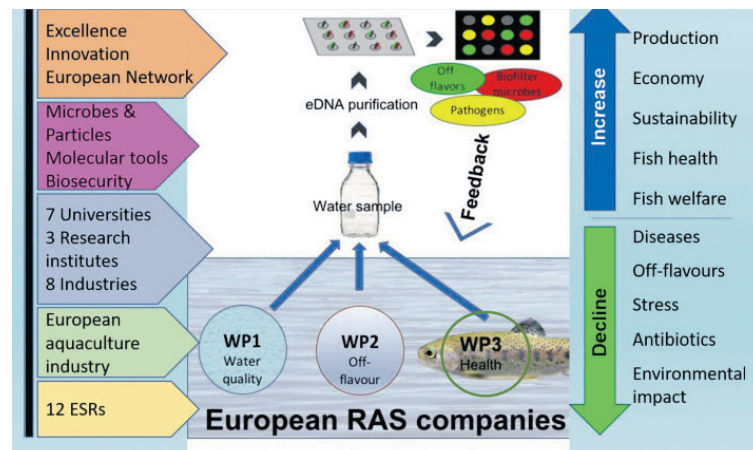 Excellence
Innovation
European Network
Microbes &
Particles
Molecular tools
Biosecurity
7 Universities
3 Research
institutes
8 Industries
European
aquaculture
industry
12 ESRs
Off-
flavors
Biofilter
microbes
Pathogens
eDNA purification
Water sample
Feedback
WP1
Water
quality
WP2
Off-
flavour
WP3
Health
European RAS companies
Increase
Production
Economy
Sustainability
Fish health
Fish welfare
Decline
Diseases
Off-flavours
Stress
Antibiotics
Environmental
impact